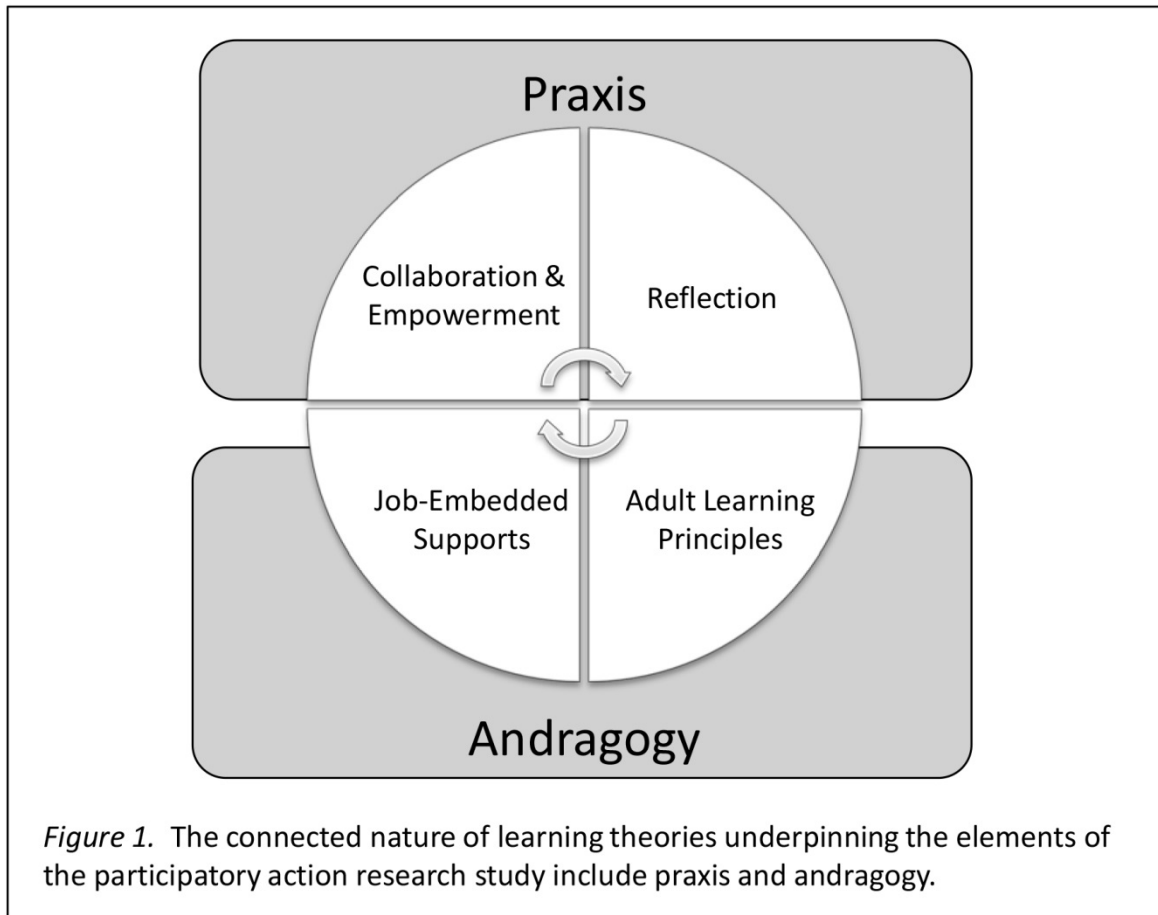 Praxis
Collaboration &
Empowerment
Reflection
Job-Embedded
Supports
Adult Learning
Principles
Andragogy
Figure 1.  The connected nature of learning theories underpinning the elements of
the participatory action research study include praxis and andragogy.